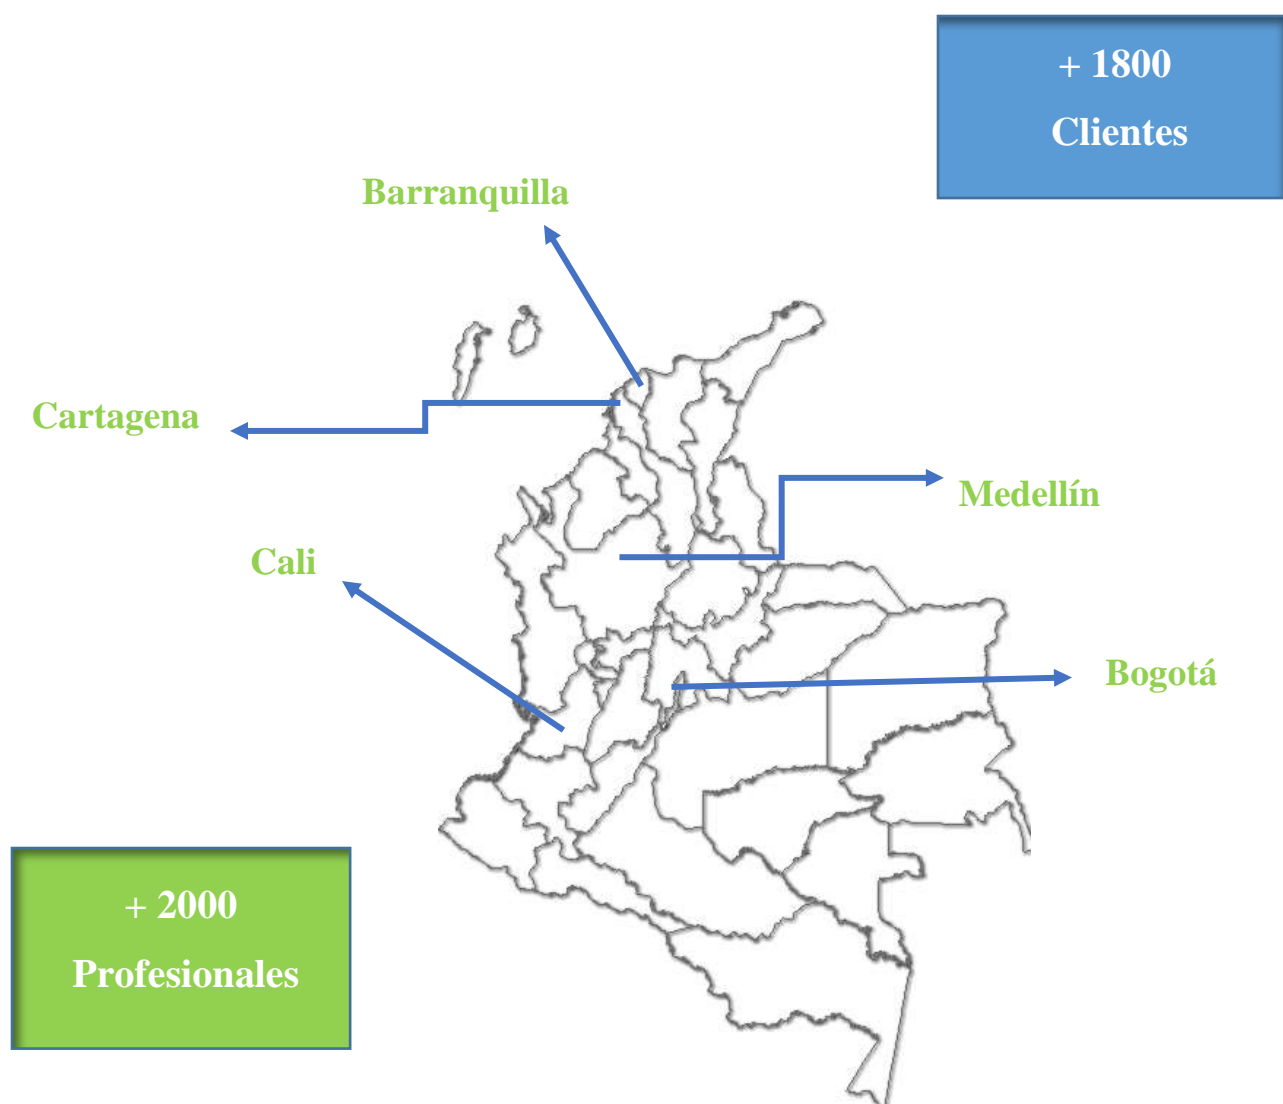 + 1800
Clientes
Barranquilla
Cartagena
Medellín
Cali
Bogotá
+ 2000
Profesionales